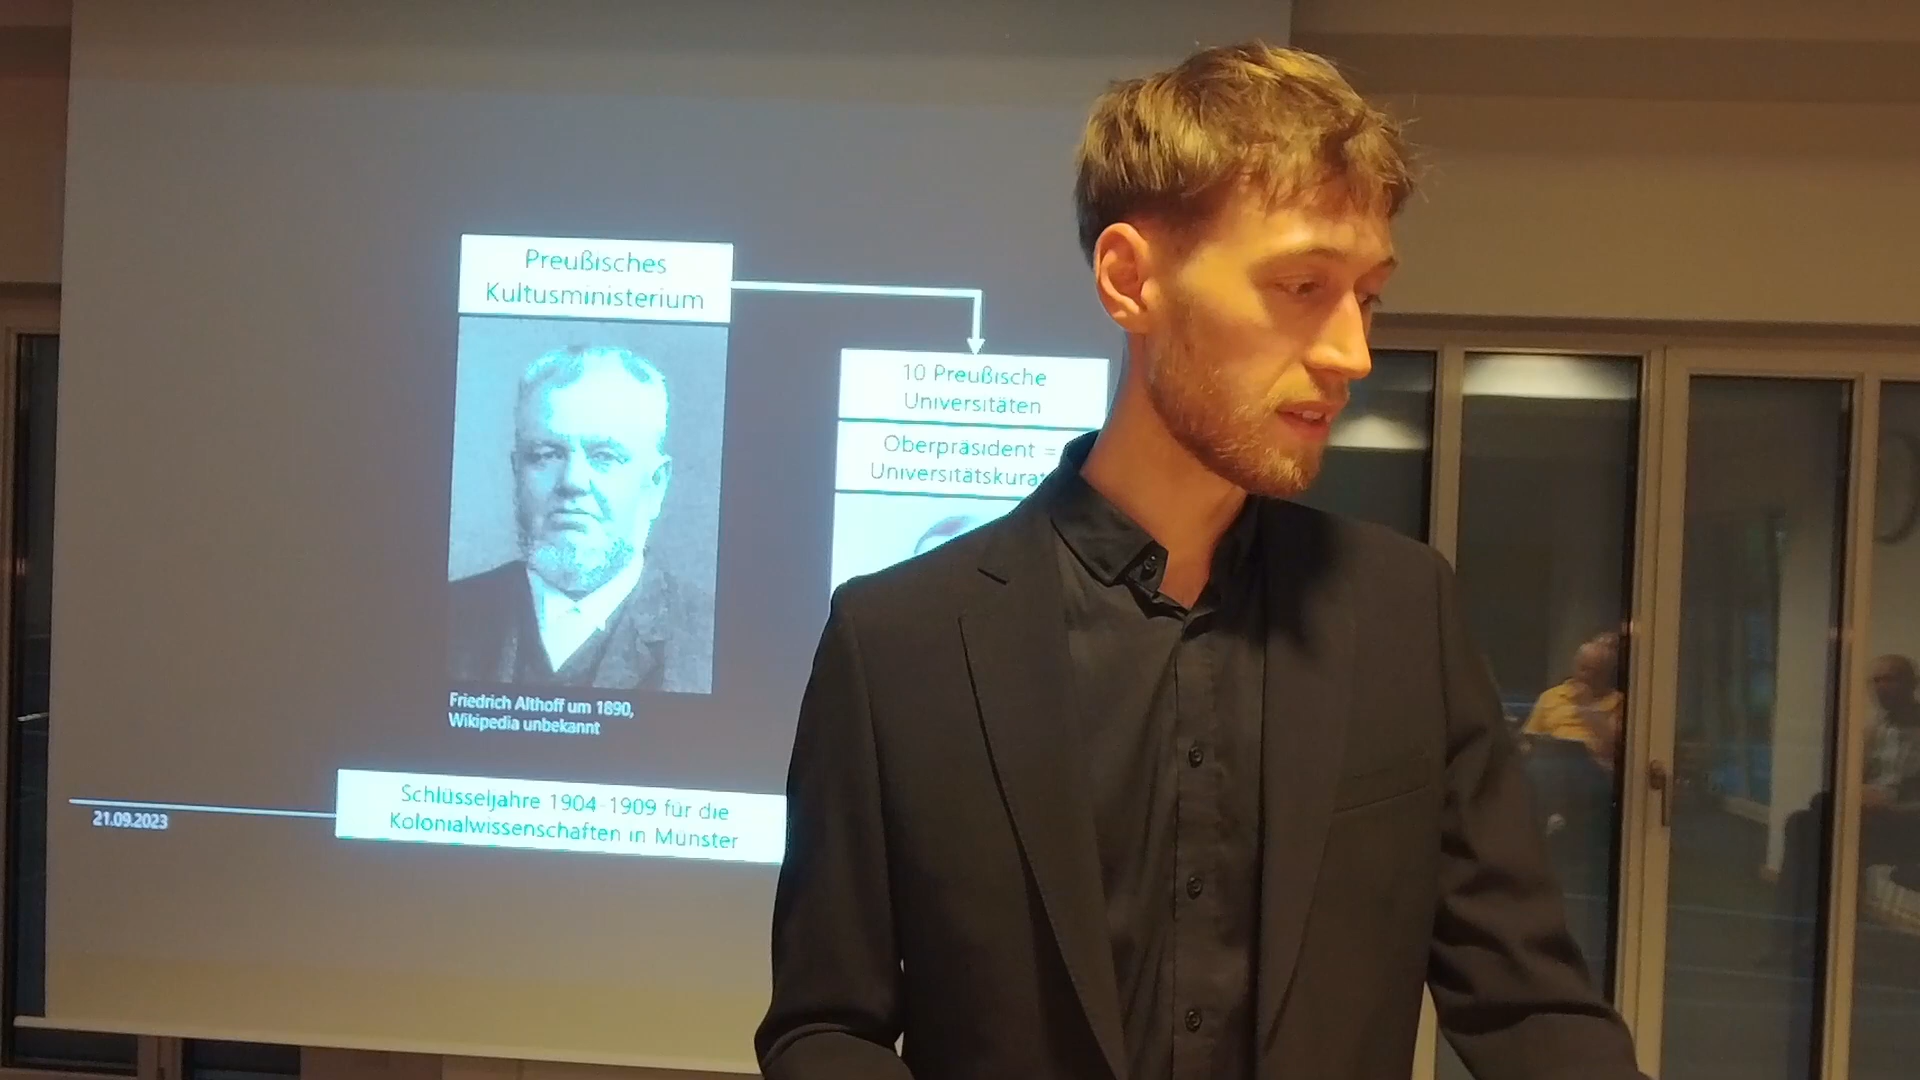 Preußisches
Kultusministerium
10 Preußische
Universitäten
Oberpräsident =
Friedrich Althoff um 1890,
Wikipedia unbekannt
Schlüsseljahre 1904-1909 für die
Kolonialwissenschaften in Münster
21.09.2023